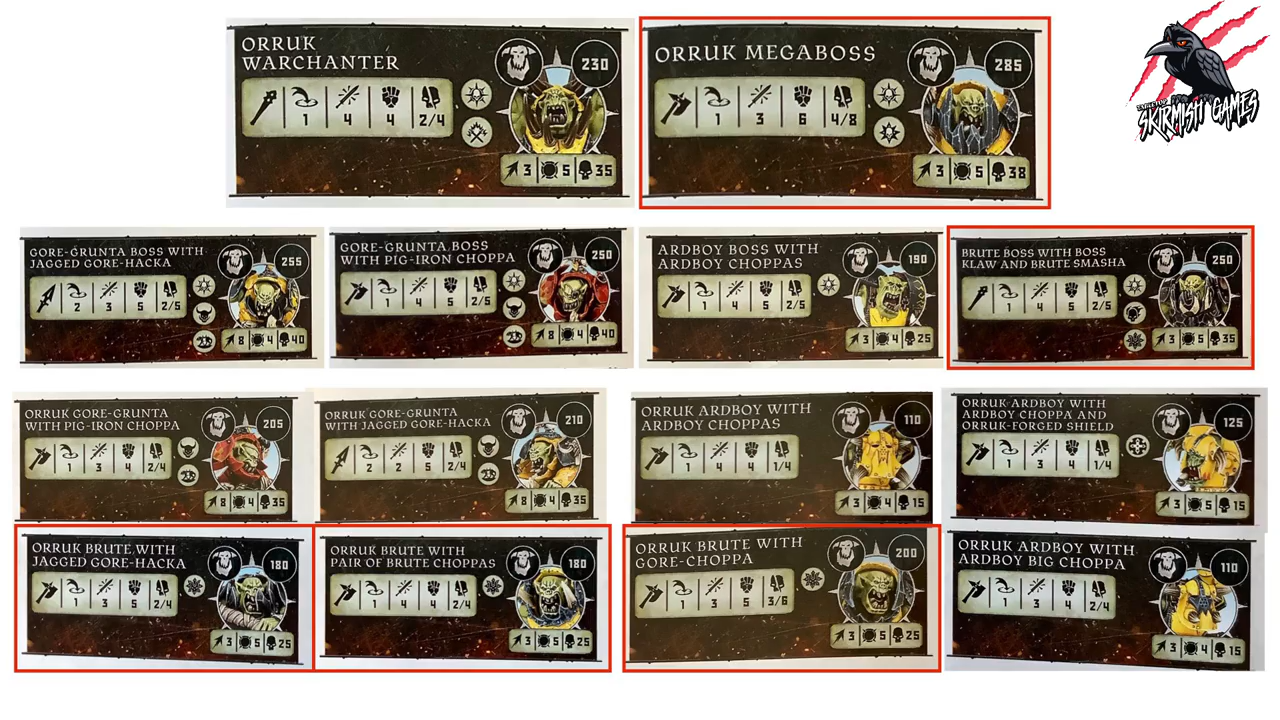 ORRUK
WARCHANTER
230
1 4 4 2/4
3 5 35
ORRUK MEGABOSS
285
1 3 6 4/8
3 5 38
SKIRMISH GAMES
GORE-GRUNTA BOSS WITH
JAGGED GORE-HACKA
255
2 3 5 2/5
8 4 40
GORE-GRUNTA BOSS
WITH PIG-IRON CHOPPA
250
1 4 5 2/5
8 4 40
ARDBOY BOSS WITH
ARDBOY CHOPPAS
190
1 4 5 2/5
3 4 25
BRUTE BOSS WITH BOSS
KLAW AND BRUTE SMASHA
250
1 4 5 2/5
3 5 35
ORRUK GORE-GRUNTA
WITH PIG-IRON CHOPPA
205
1 3 4 2/4
8 4 35
ORRUK GORE-GRUNTA
WITH JAGGED GORE-HACKA
210
2 2 5 2/4
8 4 35
ORRUK ARDBOY WITH
ARDBOY CHOPPAS
110
1 4 4 1/4
3 4 15
ORRUK ARDBOY WITH
ARDBOY CHOPPA AND
ORRUK-FORGED SHIELD
125
1 3 4 1/4
3 5 15
ORRUK BRUTE WITH
JAGGED GORE-HACKA
180
1 3 5 2/4
3 5 25
ORRUK BRUTE WITH
PAIR OF BRUTE CHOPPAS
180
1 4 4 2/4
3 5 25
ORRUK BRUTE WITH
GORE-CHOPPA
200
1 3 5 3/6
3 5 25
ORRUK ARDBOY WITH
ARDBOY BIG CHOPPA
110
1 3 4 2/4
3 4 15